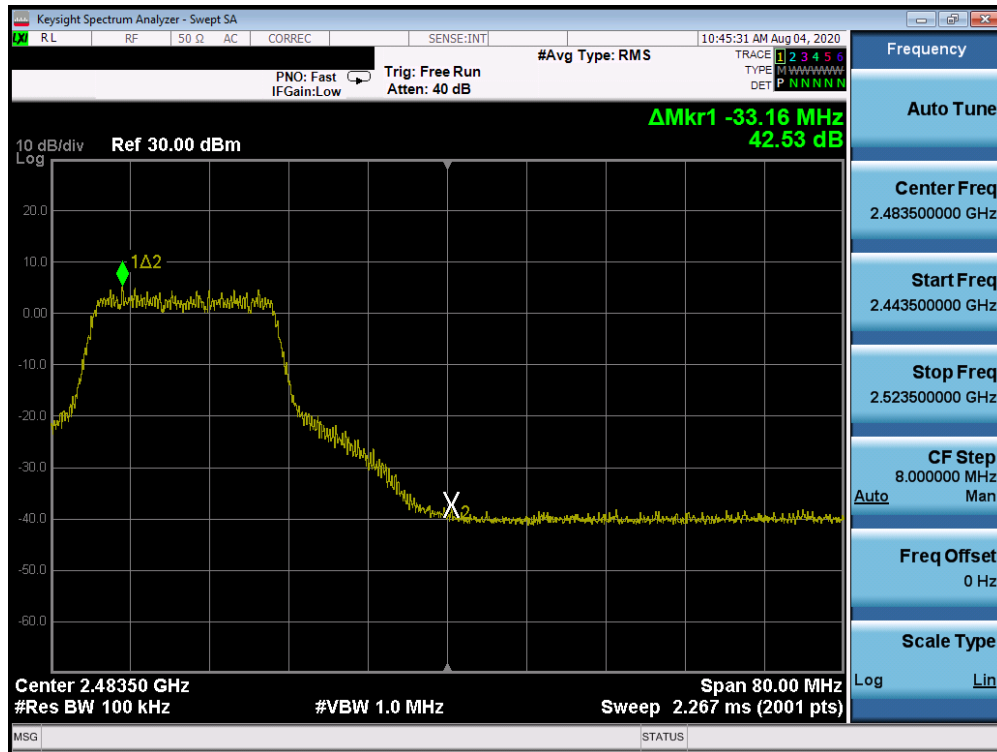 Keysight Spectrum Analyzer - Swept SA
LXI RL RF 50 Ω AC CORREC SENSE:INT 10:45:31 AM Aug 04, 2020
PNO: Fast
IFGain:Low
Trig: Free Run
Atten: 40 dB
#Avg Type: RMS
TRACE 1 2 3 4 5 6
TYPE M W W W W W
DET P N N N N N
ΔMkr1 -33.16 MHz
42.53 dB
10 dB/div
Log
Ref 30.00 dBm
20.0
10.0
0.00
-10.0
-20.0
-30.0
-40.0
-50.0
-60.0
1Δ2
X2
Center 2.48350 GHz
#Res BW 100 kHz
#VBW 1.0 MHz
Span 80.00 MHz
Sweep 2.267 ms (2001 pts)
MSG
STATUS
Frequency
Auto Tune
Center Freq
2.483500000 GHz
Start Freq
2.443500000 GHz
Stop Freq
2.523500000 GHz
CF Step
8.000000 MHz
Auto Man
Freq Offset
0 Hz
Scale Type
Log Lin